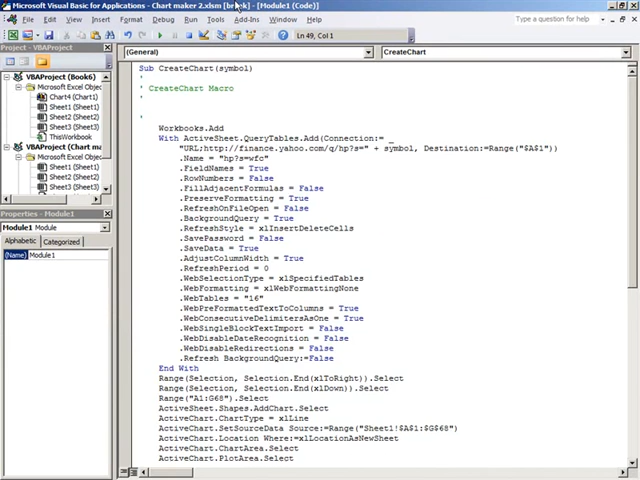 Microsoft Visual Basic for Applications - Chart maker 2.xlsm [break] - [Module1 (Code)]
File Edit View Insert Format Debug Run Tools Add-Ins Window Help
Type a question for help
Ln 49, Col 1
Project - VBAProject
VBAProject (Book6)
Microsoft Excel Objec
Chart4 (Chart1)
Sheet1 (Sheet1)
Sheet2 (Sheet2)
Sheet3 (Sheet3)
ThisWorkbook
VBAProject (Chart ma
Microsoft Excel Objec
Sheet1 (Sheet1)
Sheet2 (Sheet2)
Sheet3 (Sheet3)
Properties - Module1
Module1 Module
Alphabetic Categorized
(Name) Module1
(General)
CreateChart
Sub CreateChart(symbol)
'
' CreateChart Macro
'
'
Workbooks.Add
With ActiveSheet.QueryTables.Add(Connection:= _
"URL;http://finance.yahoo.com/q/hp?s=" + symbol, Destination:=Range("$A$1"))
.Name = "hp?s=wfc"
.FieldNames = True
.RowNumbers = False
.FillAdjacentFormulas = False
.PreserveFormatting = True
.RefreshOnFileOpen = False
.BackgroundQuery = True
.RefreshStyle = xlInsertDeleteCells
.SavePassword = False
.SaveData = True
.AdjustColumnWidth = True
.RefreshPeriod = 0
.WebSelectionType = xlSpecifiedTables
.WebFormatting = xlWebFormattingNone
.WebTables = "16"
.WebPreFormattedTextToColumns = True
.WebConsecutiveDelimitersAsOne = True
.WebSingleBlockTextImport = False
.WebDisableDateRecognition = False
.WebDisableRedirections = False
.Refresh BackgroundQuery:=False
End With
Range(Selection, Selection.End(xlToRight)).Select
Range(Selection, Selection.End(xlDown)).Select
Range("A1:G68").Select
ActiveSheet.Shapes.AddChart.Select
ActiveChart.ChartType = xlLine
ActiveChart.SetSourceData Source:=Range("Sheet1!$A$1:$G$68")
ActiveChart.Location Where:=xlLocationAsNewSheet
ActiveChart.ChartArea.Select
ActiveChart.PlotArea.Select